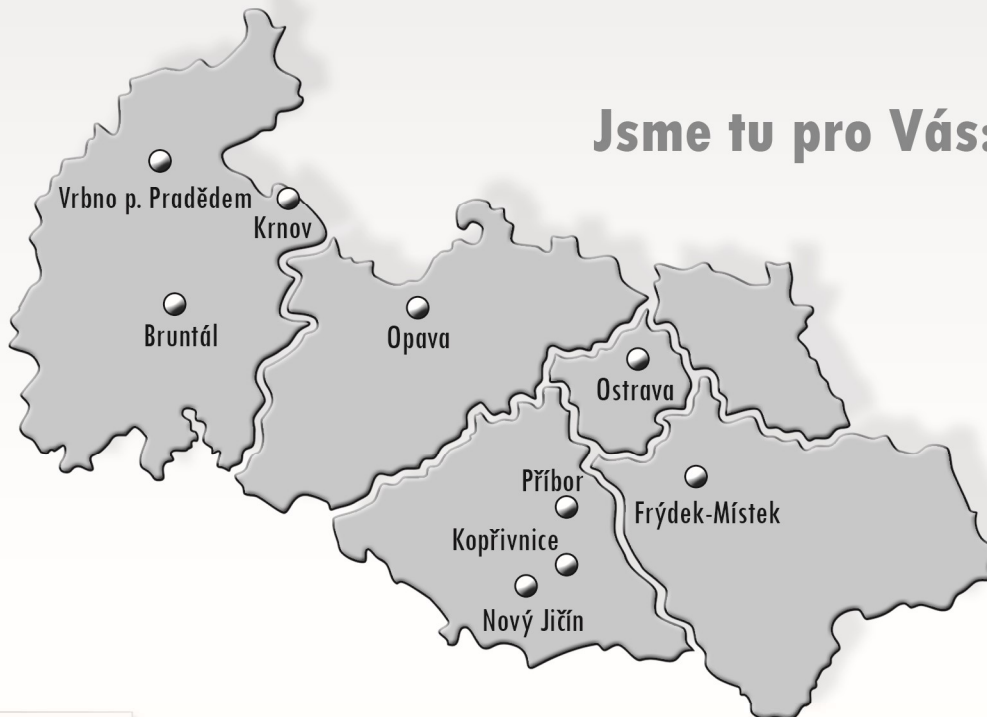 Jsme tu pro Vás:
Vrbno p. Pradědem
Krnov
Bruntál
Opava
Ostrava
Příbor
Frýdek-Místek
Kopřivnice
Nový Jičín